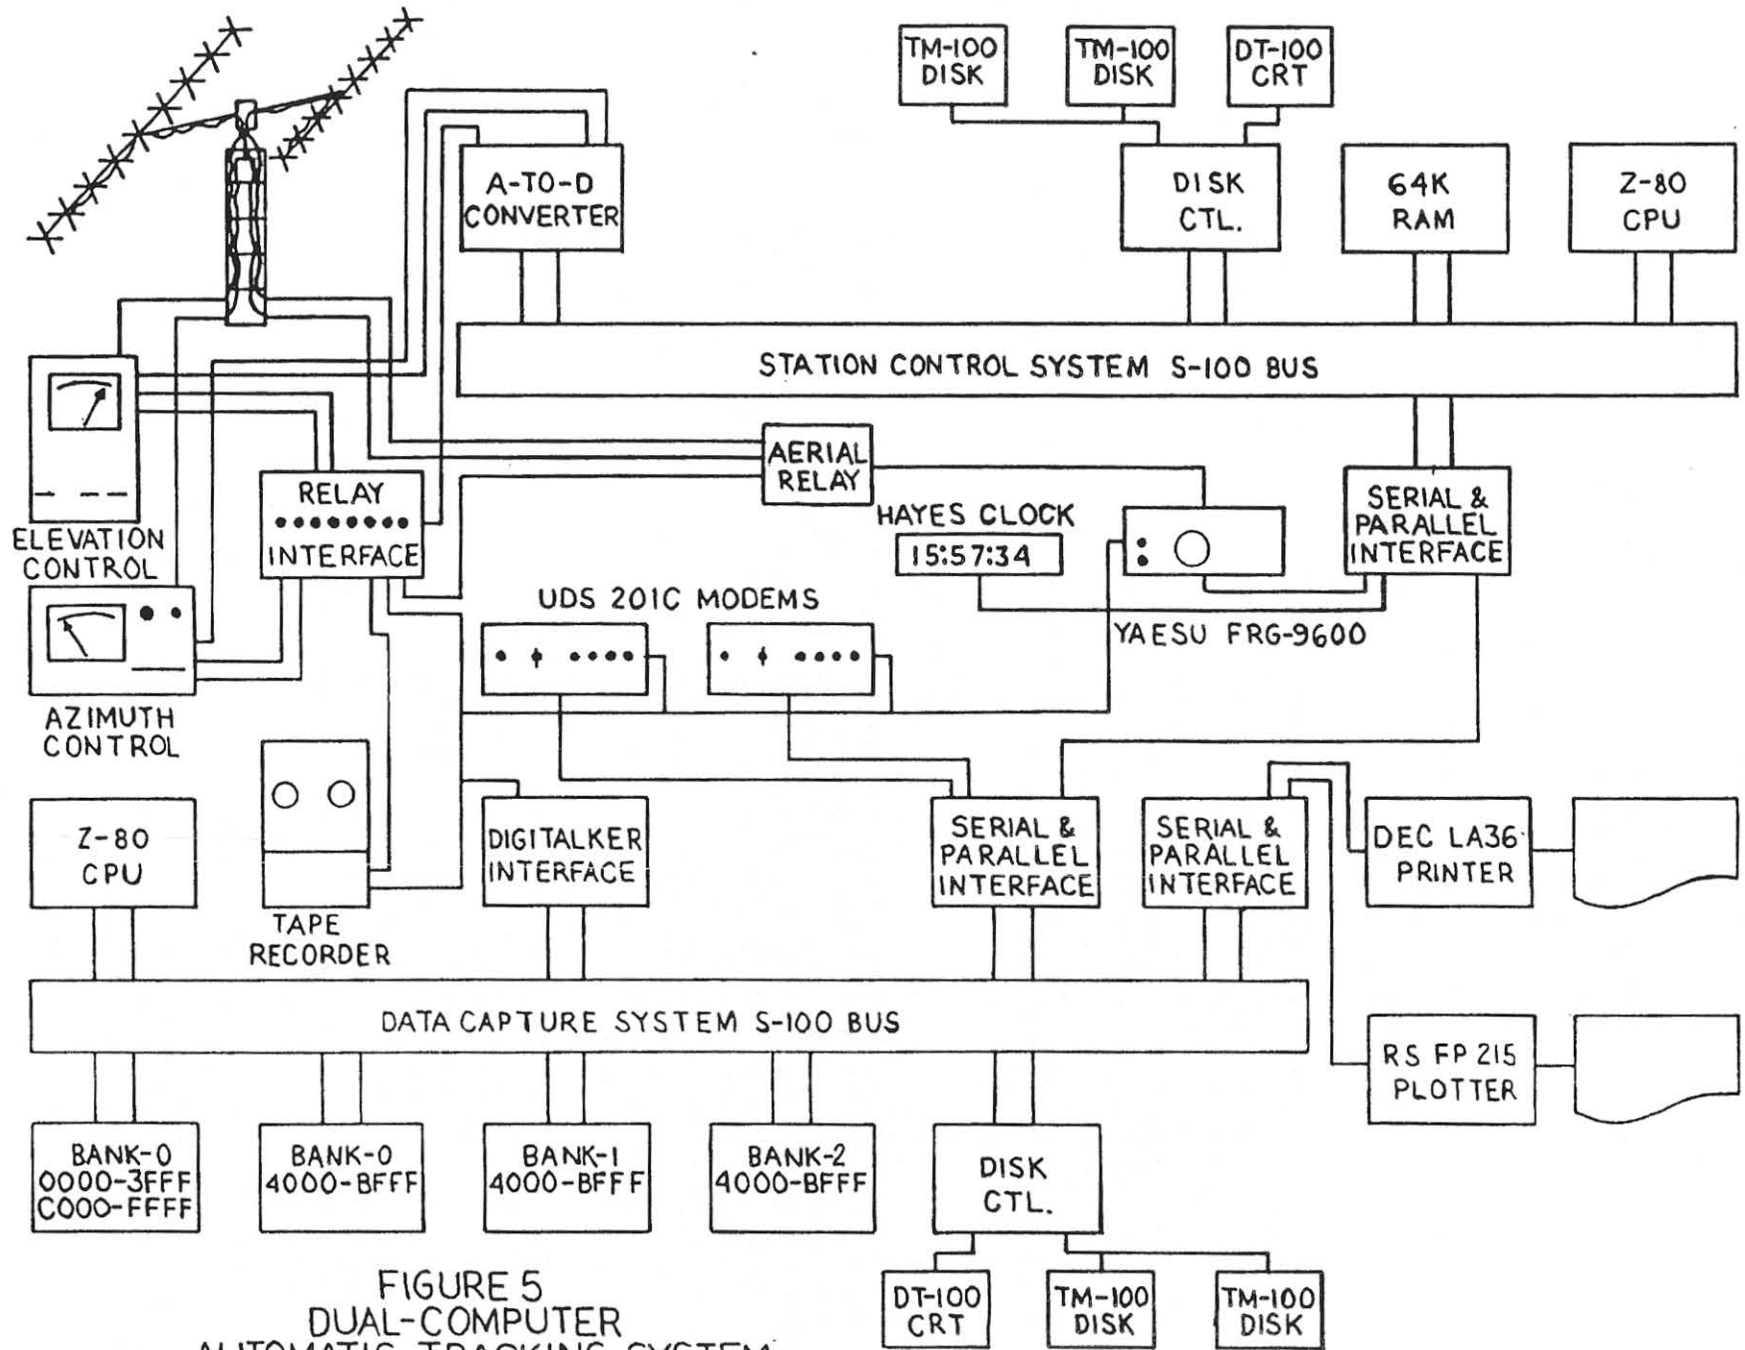 TM-100
DISK
TM-100
DISK
DT-100
CRT
A-TO-D
CONVERTER
DISK
CTL.
64K
RAM
Z-80
CPU
STATION CONTROL SYSTEM S-100 BUS
AERIAL
RELAY
RELAY
INTERFACE
HAYES CLOCK
15:57:34
SERIAL &
PARALLEL
INTERFACE
ELEVATION
CONTROL
UDS 201C MODEMS
YAESU FRG-9600
AZIMUTH
CONTROL
Z-80
CPU
TAPE
RECORDER
DIGITALKER
INTERFACE
SERIAL &
PARALLEL
INTERFACE
SERIAL &
PARALLEL
INTERFACE
DEC LA36
PRINTER
DATA CAPTURE SYSTEM S-100 BUS
RS FP 215
PLOTTER
BANK-0
0000-3FFF
C000-FFFF
BANK-0
4000-BFFF
BANK-1
4000-BFFF
BANK-2
4000-BFFF
DISK
CTL.
DT-100
CRT
TM-100
DISK
TM-100
DISK
FIGURE 5
DUAL-COMPUTER
AUTOMATIC TRACKING SYSTEM